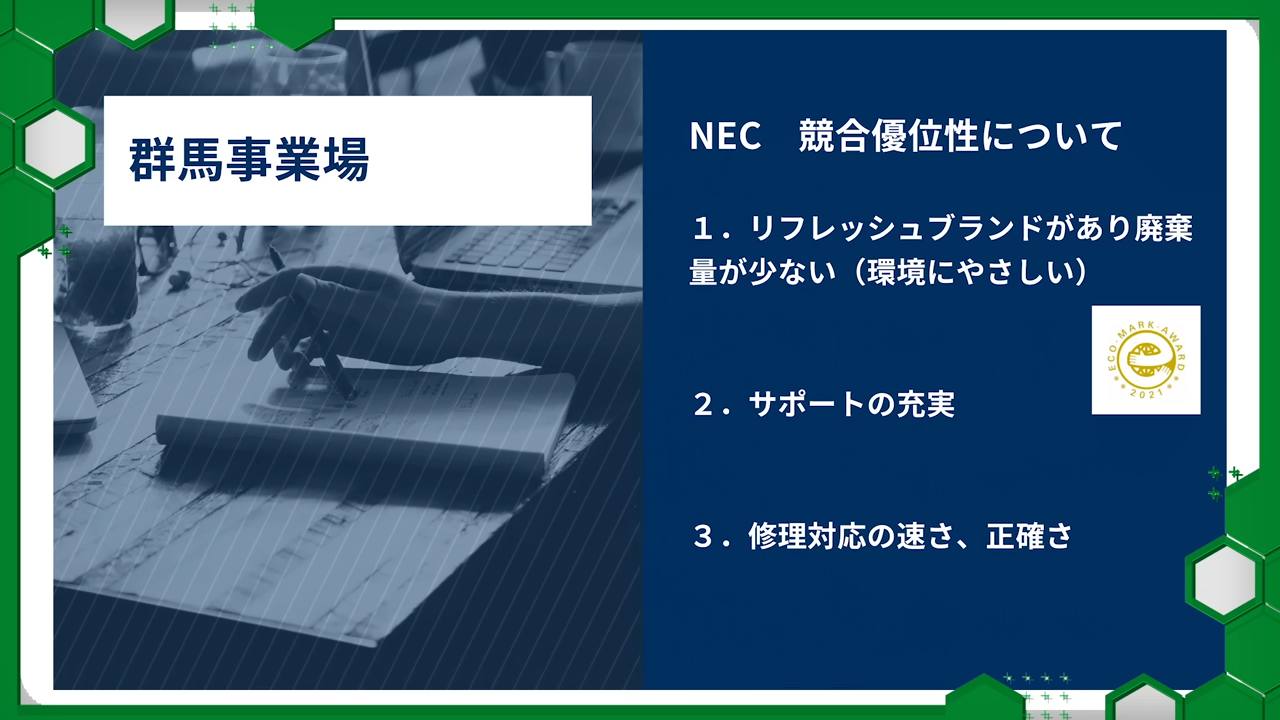 群馬事業場
NEC　競合優位性について
１．リフレッシュブランドがあり廃棄
量が少ない（環境にやさしい）
ECO・MARK・AWARD
2021
２．サポートの充実
３．修理対応の速さ、正確さ